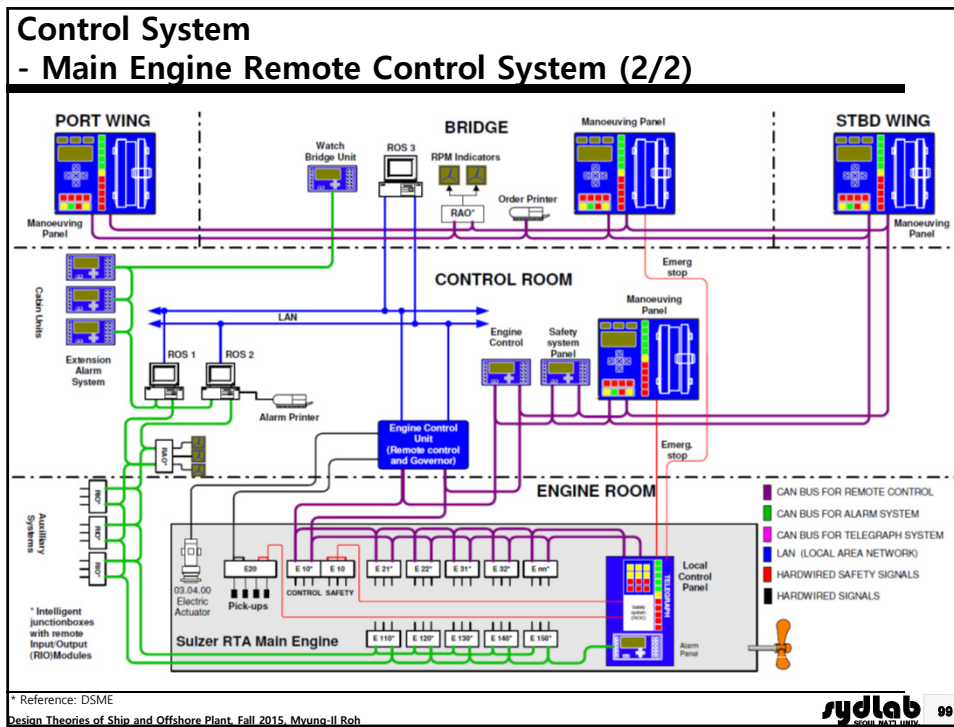 Control System
- Main Engine Remote Control System (2/2)
PORT WING
BRIDGE
STBD WING
Manoeuving Panel
Watch
Bridge Unit
ROS 3
RPM Indicators
RAO*
Order Printer
Manoeuving
Panel
Manoeuving
Panel
Emerg
stop
CONTROL ROOM
Cabin Units
LAN
Manoeuving
Panel
Engine
Control
Safety
system
Panel
Extension
Alarm
System
ROS 1
ROS 2
Alarm Printer
Engine Control
Unit
(Remote control
and Governor)
RAO*
Emerg.
stop
ENGINE ROOM
CAN BUS FOR REMOTE CONTROL
CAN BUS FOR ALARM SYSTEM
CAN BUS FOR TELEGRAPH SYSTEM
LAN (LOCAL AREA NETWORK)
HARDWIRED SAFETY SIGNALS
HARDWIRED SIGNALS
Auxilliary
Systems
RIO*
RIO*
RIO*
03.04.00
Electric
Actuator
E20
Pick-ups
E 10*
E 10
CONTROL
SAFETY
E 21*
E 22*
E 31*
E 32*
E nn*
TELEGRAPH
Local
Control
Panel
Safety
system
(RIOC)
Alarm
Panel
* Intelligent
junctionboxes
with remote
Input/Output
(RIO)Modules
Sulzer RTA Main Engine
E 110*
E 120*
E 130*
E 140*
E 150*
* Reference: DSME
Design Theories of Ship and Offshore Plant, Fall 2015, Myung-Il Roh
sydlab
SEOUL NAT'L UNIV.
99